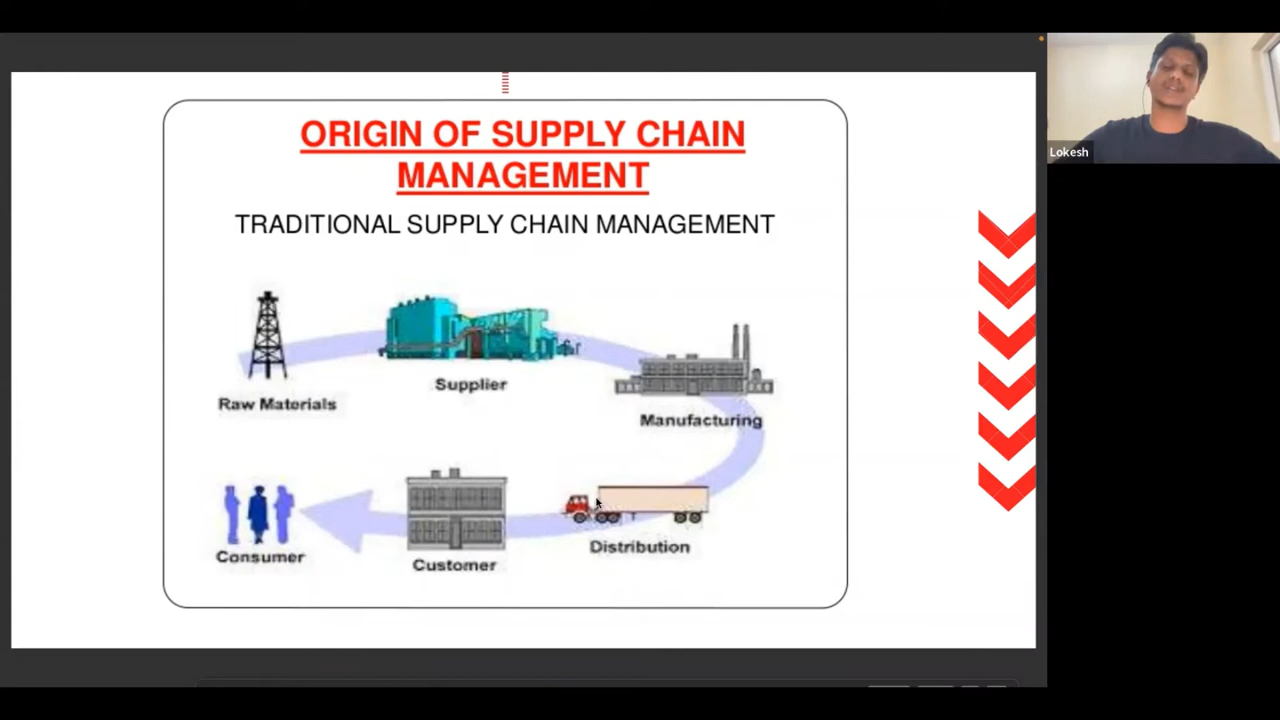 ORIGIN OF SUPPLY CHAIN
MANAGEMENT
TRADITIONAL SUPPLY CHAIN MANAGEMENT
Raw Materials
Supplier
Manufacturing
Distribution
Customer
Consumer
Lokesh